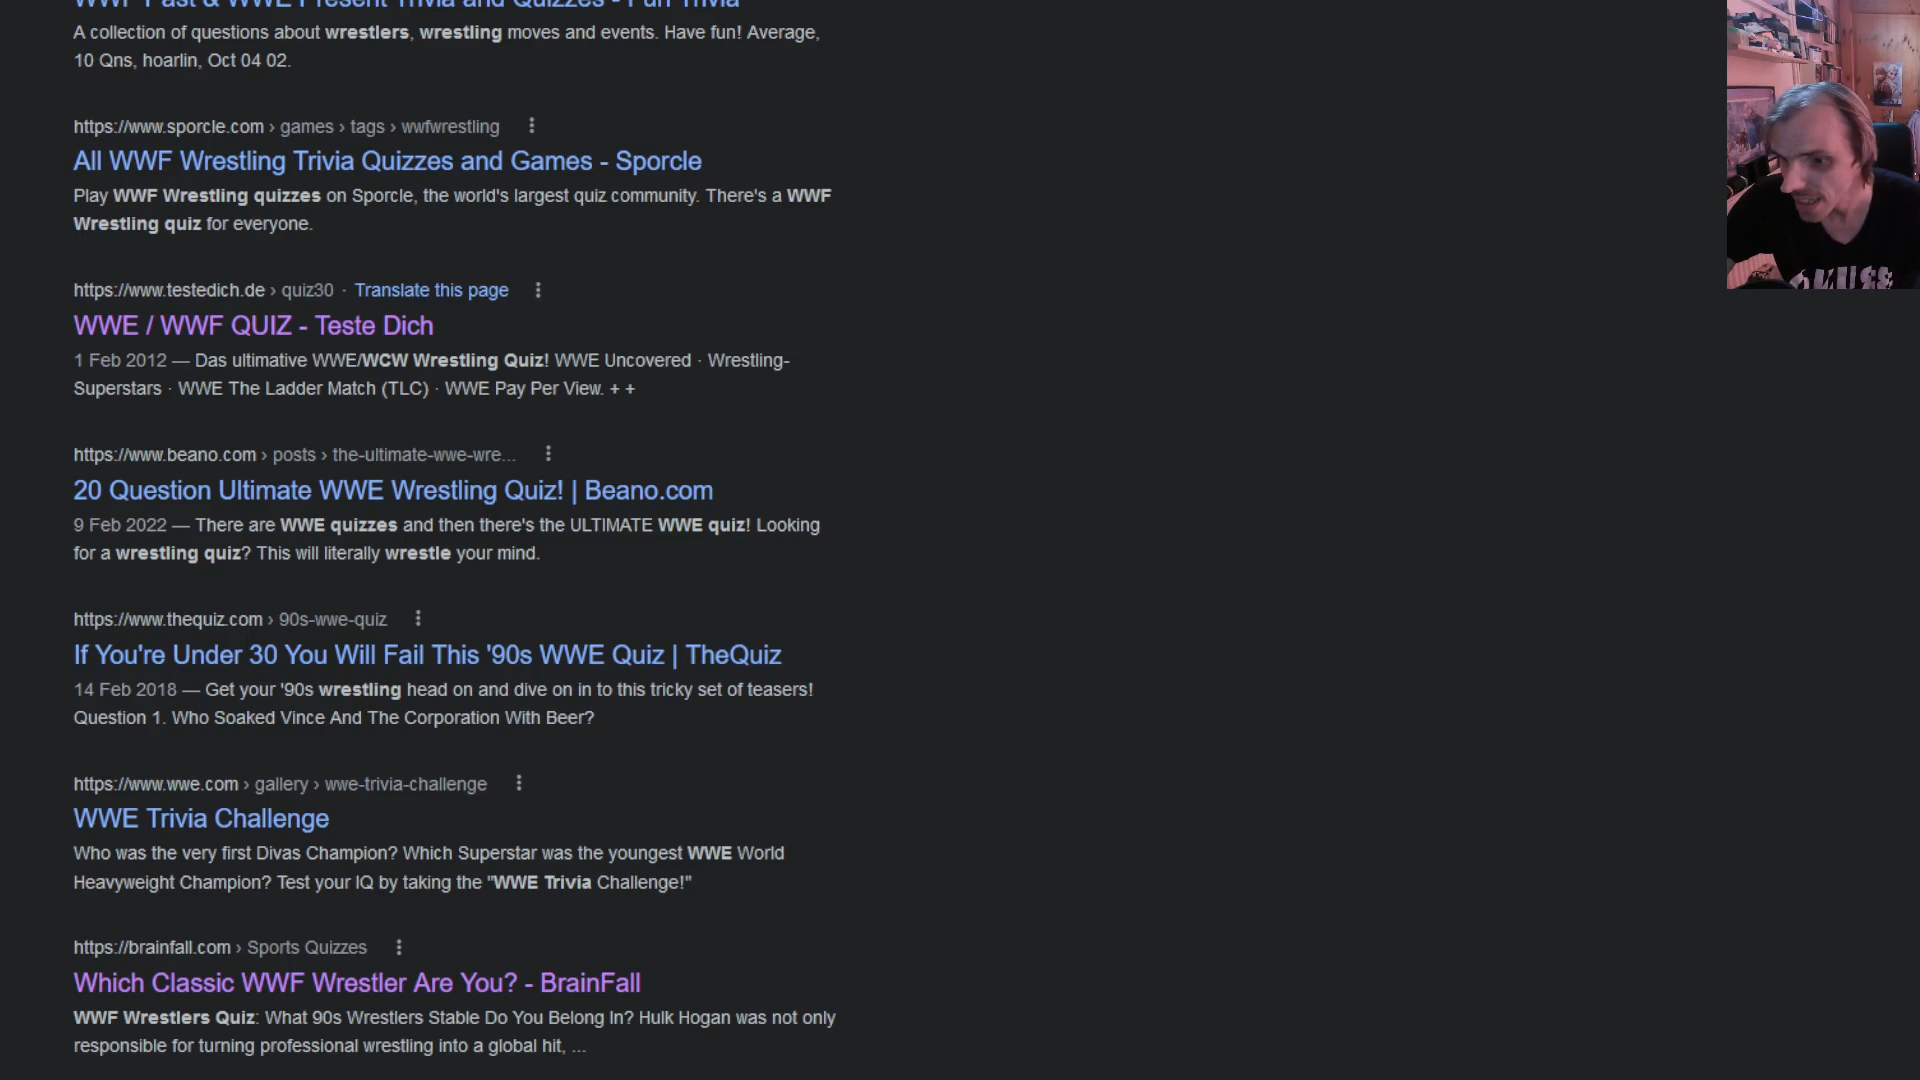 WWF Past & WWE Present Trivia and Quizzes - Fun Trivia
A collection of questions about wrestlers, wrestling moves and events. Have fun! Average,
10 Qns, hoarlin, Oct 04 02.
https://www.sporcle.com › games › tags › wwfwrestling
All WWF Wrestling Trivia Quizzes and Games - Sporcle
Play WWF Wrestling quizzes on Sporcle, the world's largest quiz community. There's a WWF
Wrestling quiz for everyone.
https://www.testedich.de › quiz30 · Translate this page
WWE / WWF QUIZ - Teste Dich
1 Feb 2012 — Das ultimative WWE/WCW Wrestling Quiz! WWE Uncovered · Wrestling-
Superstars · WWE The Ladder Match (TLC) · WWE Pay Per View. + +
https://www.beano.com › posts › the-ultimate-wwe-wre...
20 Question Ultimate WWE Wrestling Quiz! | Beano.com
9 Feb 2022 — There are WWE quizzes and then there's the ULTIMATE WWE quiz! Looking
for a wrestling quiz? This will literally wrestle your mind.
https://www.thequiz.com › 90s-wwe-quiz
If You're Under 30 You Will Fail This '90s WWE Quiz | TheQuiz
14 Feb 2018 — Get your '90s wrestling head on and dive on in to this tricky set of teasers!
Question 1. Who Soaked Vince And The Corporation With Beer?
https://www.wwe.com › gallery › wwe-trivia-challenge
WWE Trivia Challenge
Who was the very first Divas Champion? Which Superstar was the youngest WWE World
Heavyweight Champion? Test your IQ by taking the "WWE Trivia Challenge!"
https://brainfall.com › Sports Quizzes
Which Classic WWF Wrestler Are You? - BrainFall
WWF Wrestlers Quiz: What 90s Wrestlers Stable Do You Belong In? Hulk Hogan was not only
responsible for turning professional wrestling into a global hit, ...